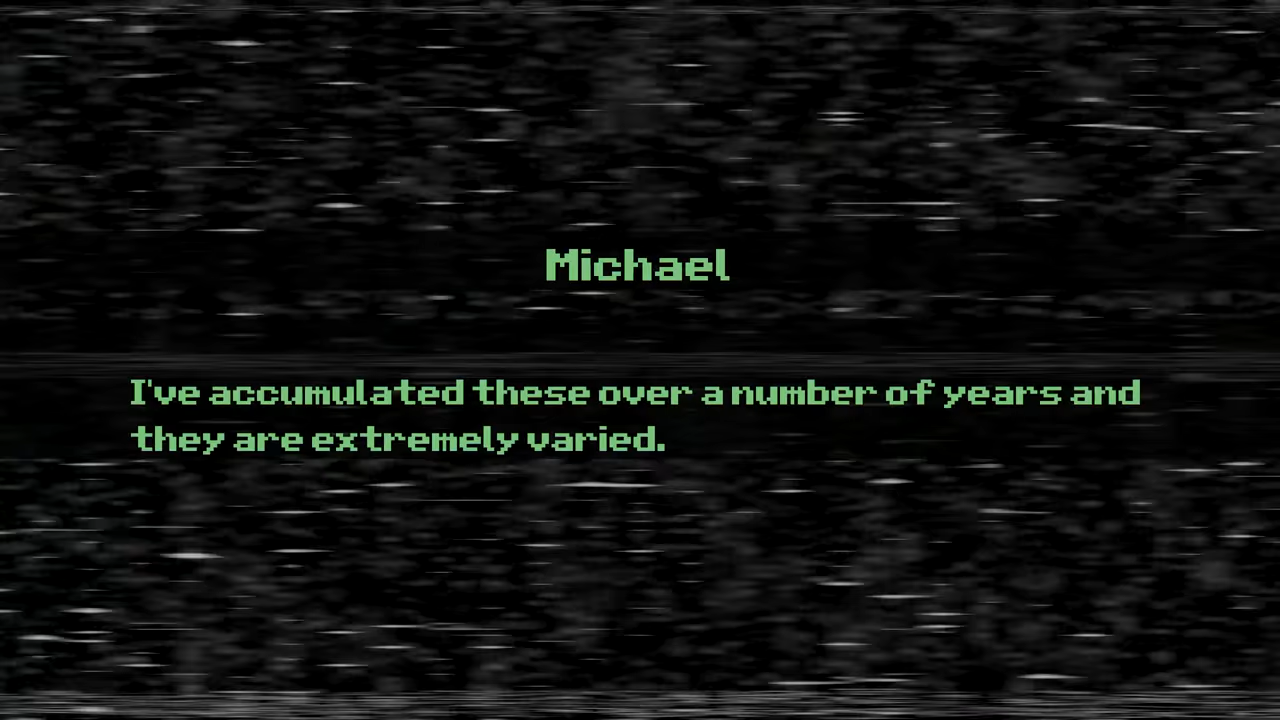 Michael
I've accumulated these over a number of years and
they are extremely varied.